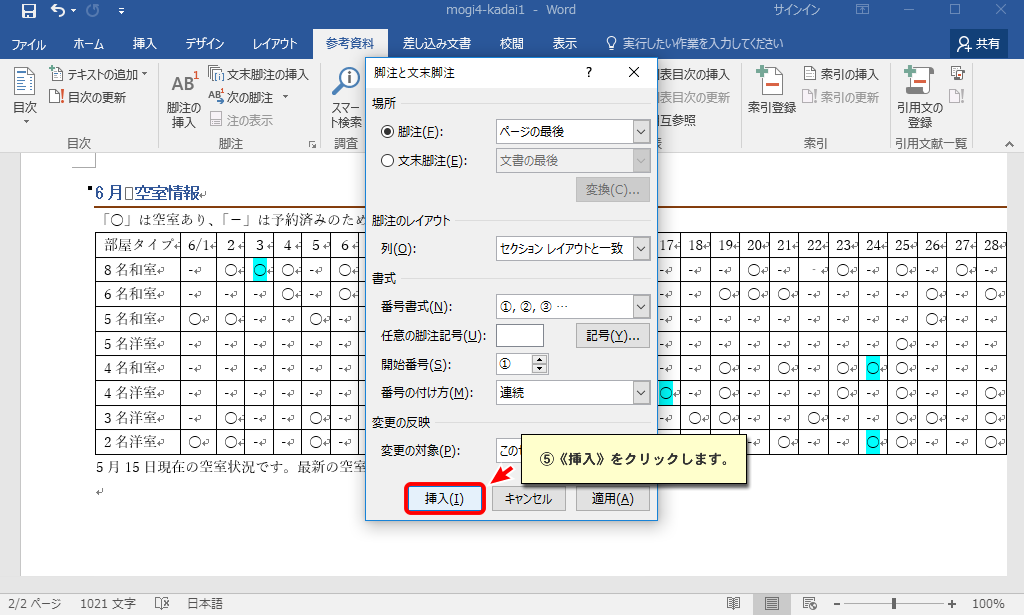 mogi4-kadai1 - Word サインイン
ファイル ホーム 挿入 デザイン レイアウト 参考資料 差し込み文書 校閲 表示 実行したい作業を入力してください 共有
目次
テキストの追加
目次の更新
目次
AB1
脚注の挿入
文末脚注の挿入
次の脚注
注の表示
脚注
スマート検索
調査
表目次の挿入
表目次の更新
互参照
索引登録
索引の挿入
索引の更新
索引
引用文の登録
引用文献一覧
6 月 空室情報
「○」は空室あり、「－」は予約済みのため
部屋タイプ 6/1 2 3 4 5 6 17 18 19 20 21 22 23 24 25 26 27 28
8 名和室 - ○ ○ ○ - ○ - - - ○ - - ○ - ○ - ○ -
6 名和室 - - - ○ - ○ - - ○ ○ ○ - - - - ○ - ○
5 名和室 ○ ○ - - ○ - - - - - - - - - - ○ - -
5 名洋室 - - - - - - - - - - - - - - ○ - - -
4 名和室 - - - - - - - - ○ - ○ - - ○ ○ - - ○
4 名洋室 - - - - - - ○ - ○ - - - ○ - ○ - - ○
3 名洋室 - ○ - - ○ - - ○ ○ - - ○ - - ○ ○ - ○
2 名洋室 ○ ○ - - ○ - - ○ - - ○ ○ - - ○
5 月 15 日現在の空室状況です。最新の空室
脚注と文末脚注 ?
場所
脚注(F): ページの最後
文末脚注(E): 文書の最後
変換(C)...
脚注のレイアウト
列(O): セクション レイアウトと一致
書式
番号書式(N): ①, ②, ③ …
任意の脚注記号(U): 記号(Y)...
開始番号(S): ①
番号の付け方(M): 連続
変更の反映
変更の対象(P):
⑤《挿入》をクリックします。
挿入(I) キャンセル 適用(A)
2/2 ページ 1021 文字 日本語 100%